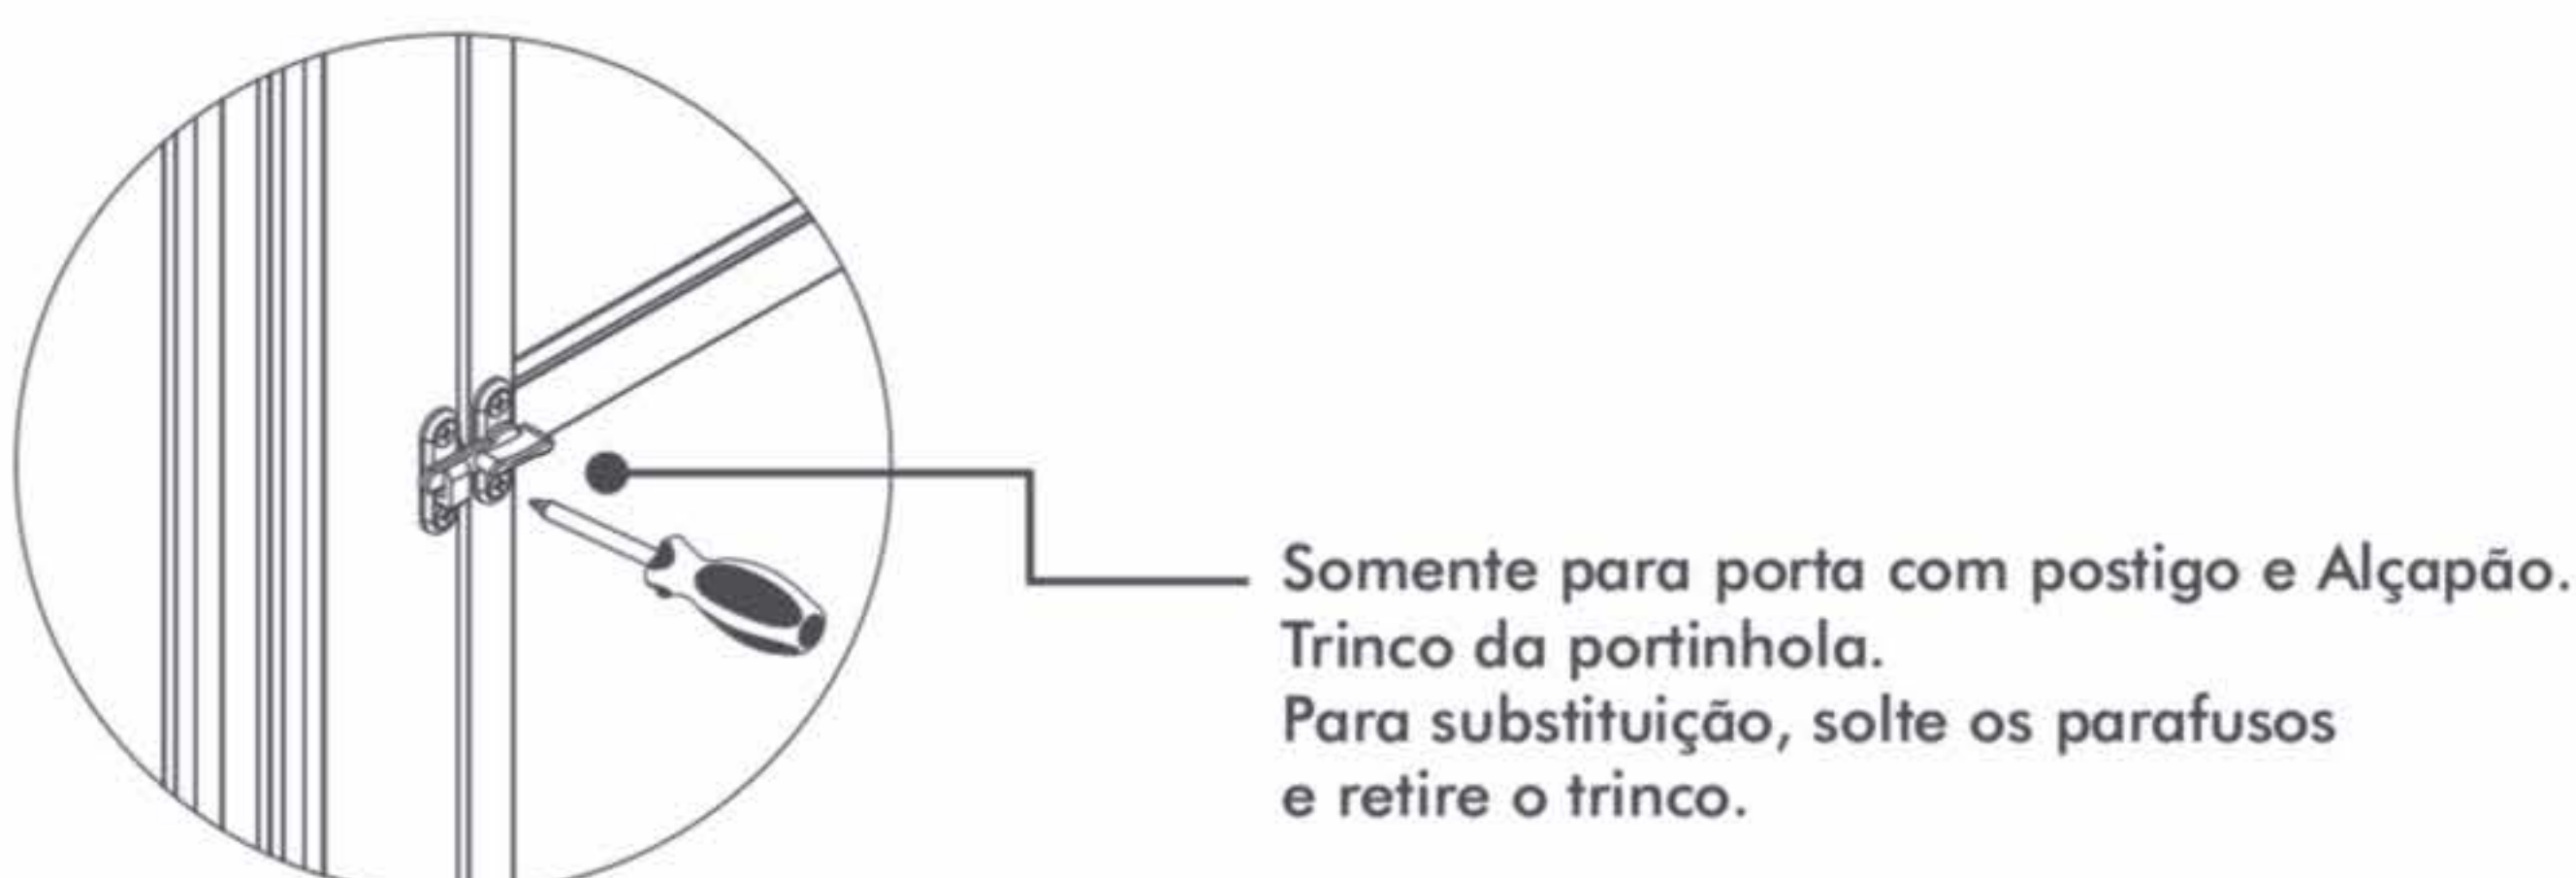 Somente para porta com postigo e Alçapão.
Trinco da portinhola.
Para substituição, solte os parafusos
e retire o trinco.